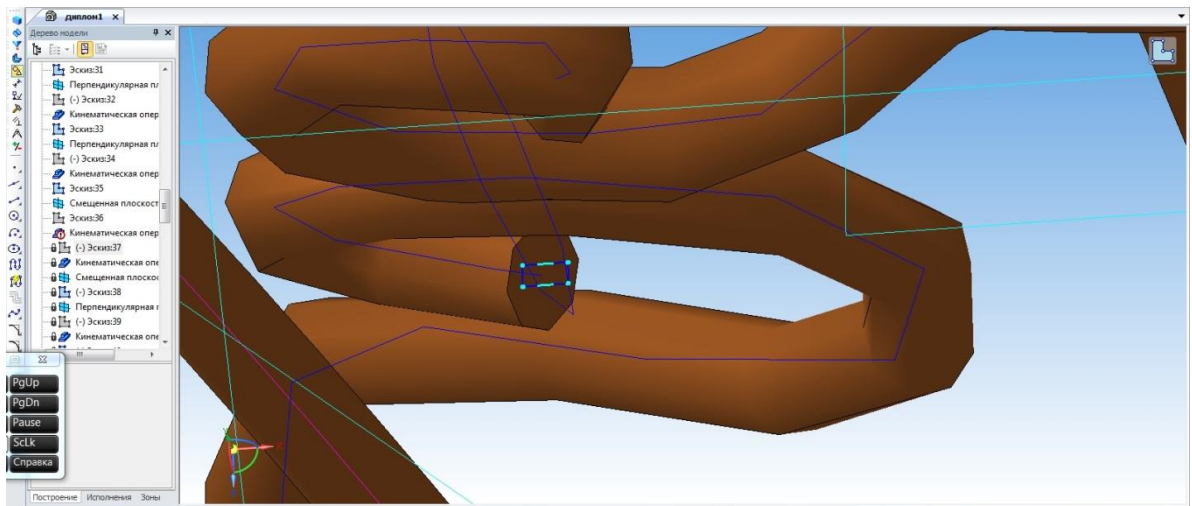 диплом1 x
Дерево модели
Эскиз:31
Перпендикулярная пл
(-) Эскиз:32
Кинематическая опер
Эскиз:33
Перпендикулярная пл
(-) Эскиз:34
Кинематическая опер
Эскиз:35
Смещенная плоскост
Эскиз:36
Кинематическая опер
(-) Эскиз:37
Кинематическая опе
Смещенная плоско
(-) Эскиз:38
Перпендикулярная
(-) Эскиз:39
Кинематическая опе
PgUp
PgDn
Pause
ScLk
Справка
Построение Исполнения Зоны